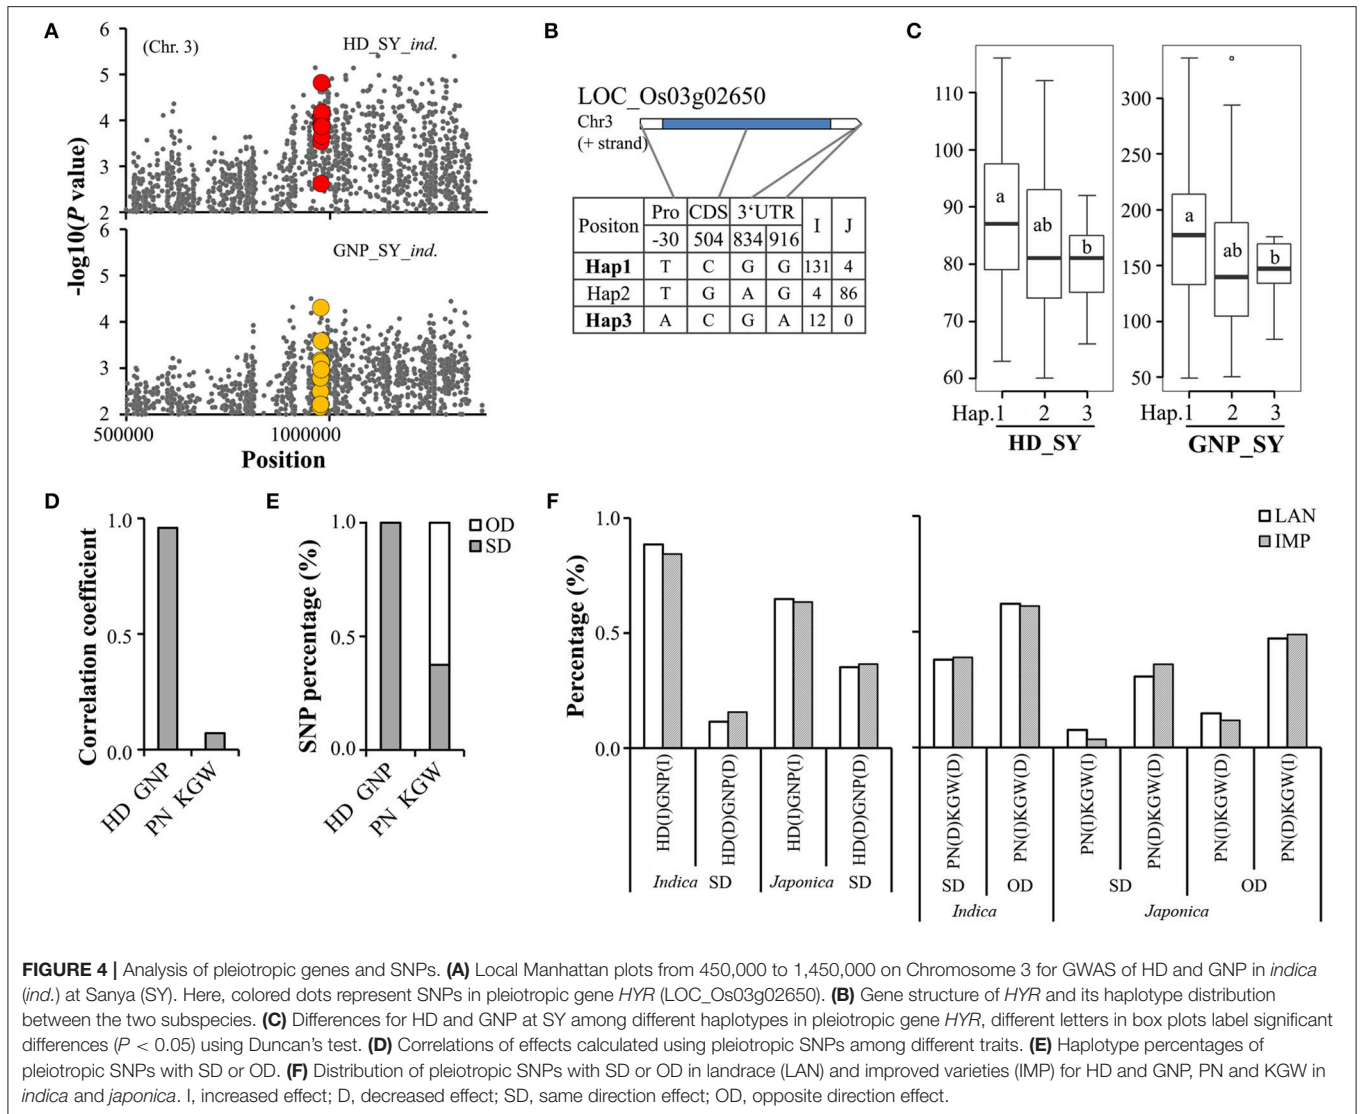 A
(Chr. 3)
HD_SY_ind.
6
5
4
3
2
6
GNP_SY_ind.
5
4
3
2
-log10(P value)
500000
1000000
Position
B
LOC_Os03g02650
Chr3
(+ strand)
Positon Pro CDS 3‘UTR I J
-30 504 834 916
Hap1 T C G G 131 4
Hap2 T G A G 4 86
Hap3 A C G A 12 0
C
110
100
90
80
70
60
a
ab
b
Hap.1 2 3
HD_SY
300
250
200
150
100
50
a
ab
b
Hap.1 2 3
GNP_SY
D
Correlation coefficient
1.0
0.5
0.0
HD GNP
PN KGW
E
SNP percentage (%)
1.0
0.5
0.0
OD
SD
HD GNP
PN KGW
F
Percentage (%)
1.0
0.5
0.0
LAN
IMP
HD(I)GNP(I)
HD(D)GNP(D)
HD(I)GNP(I)
HD(D)GNP(D)
Indica SD
Japonica SD
PN(D)KGW(D)
PN(I)KGW(D)
PN(I)KGW(I)
PN(D)KGW(D)
PN(I)KGW(D)
PN(D)KGW(I)
SD OD SD OD
Indica Japonica
FIGURE 4 | Analysis of pleiotropic genes and SNPs. (A) Local Manhattan plots from 450,000 to 1,450,000 on Chromosome 3 for GWAS of HD and GNP in indica
(ind.) at Sanya (SY). Here, colored dots represent SNPs in pleiotropic gene HYR (LOC_Os03g02650). (B) Gene structure of HYR and its haplotype distribution
between the two subspecies. (C) Differences for HD and GNP at SY among different haplotypes in pleiotropic gene HYR, different letters in box plots label significant
differences (P < 0.05) using Duncan’s test. (D) Correlations of effects calculated using pleiotropic SNPs among different traits. (E) Haplotype percentages of
pleiotropic SNPs with SD or OD. (F) Distribution of pleiotropic SNPs with SD or OD in landrace (LAN) and improved varieties (IMP) for HD and GNP, PN and KGW in
indica and japonica. I, increased effect; D, decreased effect; SD, same direction effect; OD, opposite direction effect.